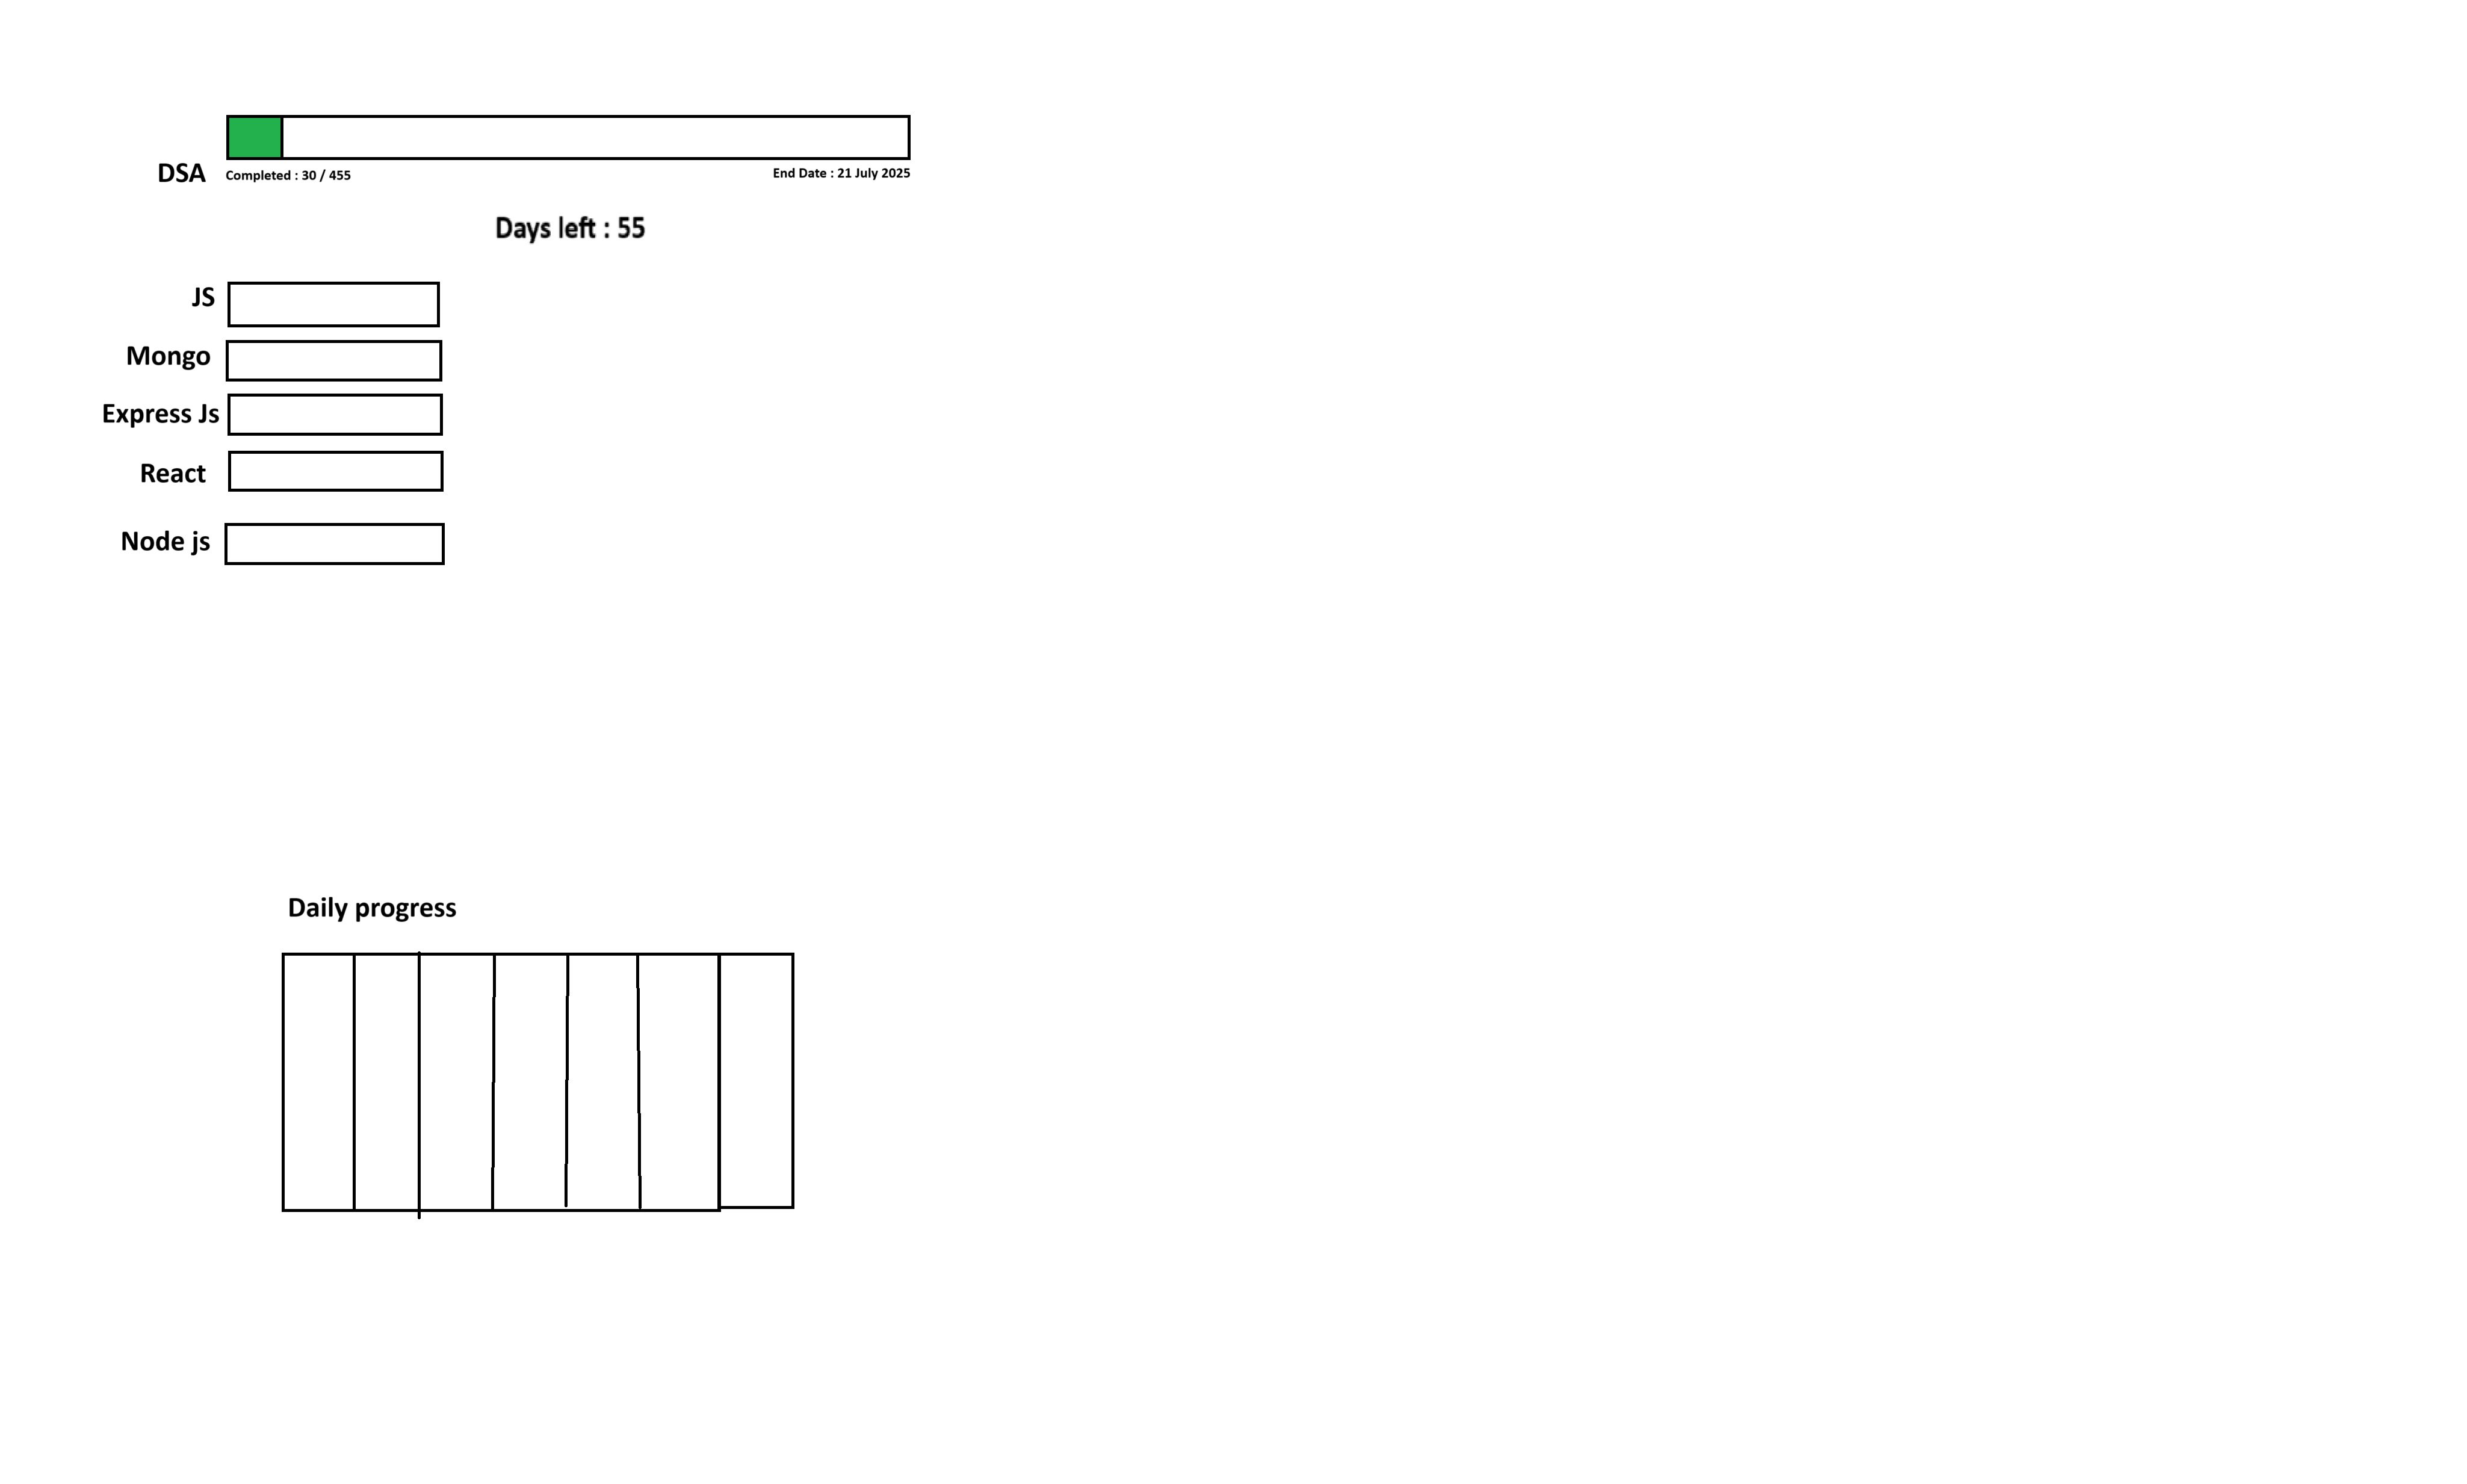 DSA
Completed : 30 / 455
End Date : 21 July 2025
Days left : 55
JS
Mongo
Express Js
React
Node js
Daily progress